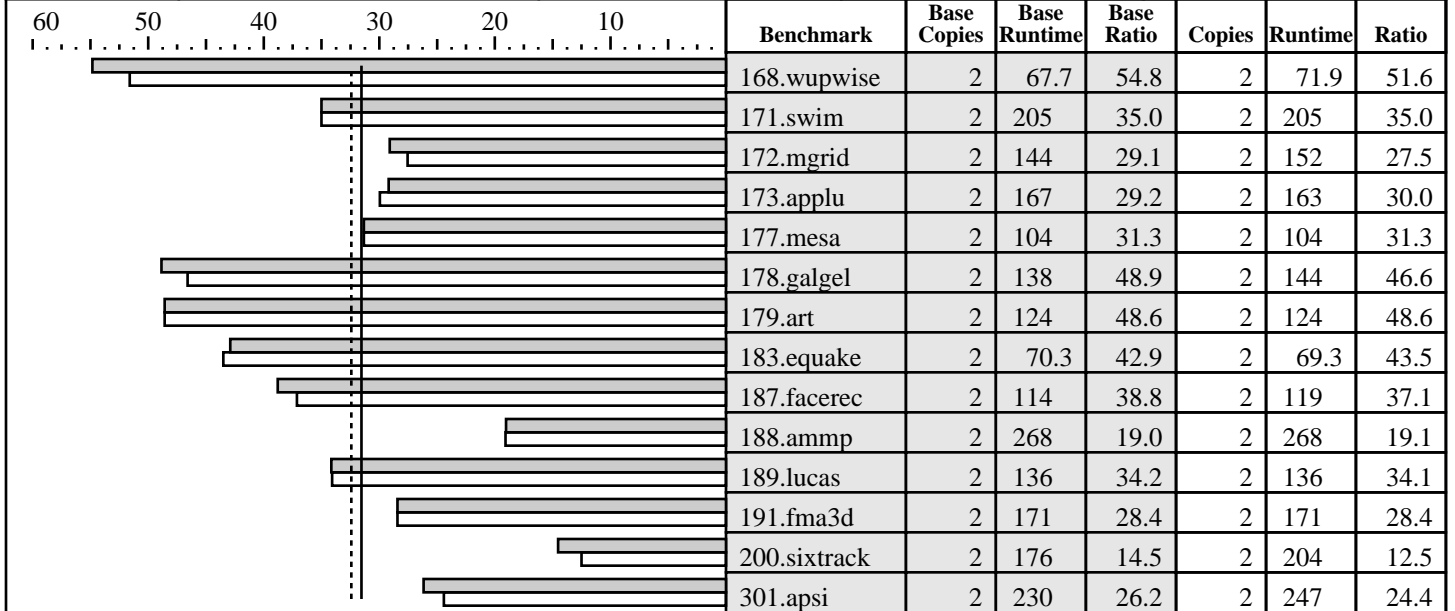 60 50 40 30 20 10
Benchmark Base Copies Base Runtime Base Ratio Copies Runtime Ratio
168.wupwise 2 67.7 54.8 2 71.9 51.6
171.swim 2 205 35.0 2 205 35.0
172.mgrid 2 144 29.1 2 152 27.5
173.applu 2 167 29.2 2 163 30.0
177.mesa 2 104 31.3 2 104 31.3
178.galgel 2 138 48.9 2 144 46.6
179.art 2 124 48.6 2 124 48.6
183.equake 2 70.3 42.9 2 69.3 43.5
187.facerec 2 114 38.8 2 119 37.1
188.ammp 2 268 19.0 2 268 19.1
189.lucas 2 136 34.2 2 136 34.1
191.fma3d 2 171 28.4 2 171 28.4
200.sixtrack 2 176 14.5 2 204 12.5
301.apsi 2 230 26.2 2 247 24.4